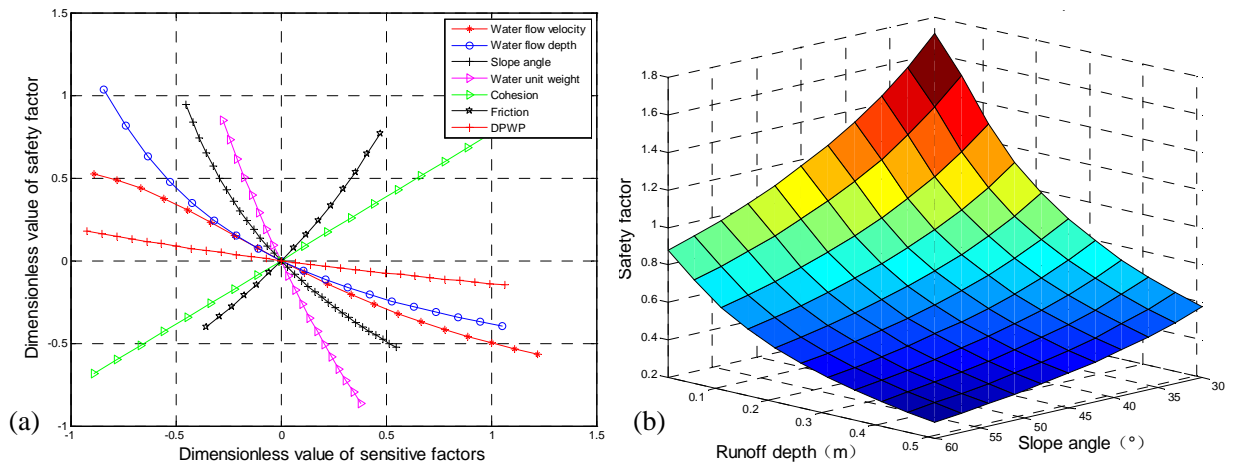 1.5
1
0.5
0
-0.5
-1
-1
-0.5
0
0.5
1
1.5
Dimensionless value of safety factor
Dimensionless value of sensitive factors
Water flow velocity
Water flow depth
Slope angle
Water unit weight
Cohesion
Friction
DPWP
(a)
1.8
1.6
1.4
1.2
1
0.8
0.6
0.4
0.2
Safety factor
0.1
0.2
0.3
0.4
0.5
Runoff depth (m)
60
55
50
45
40
35
30
Slope angle (°)
(b)